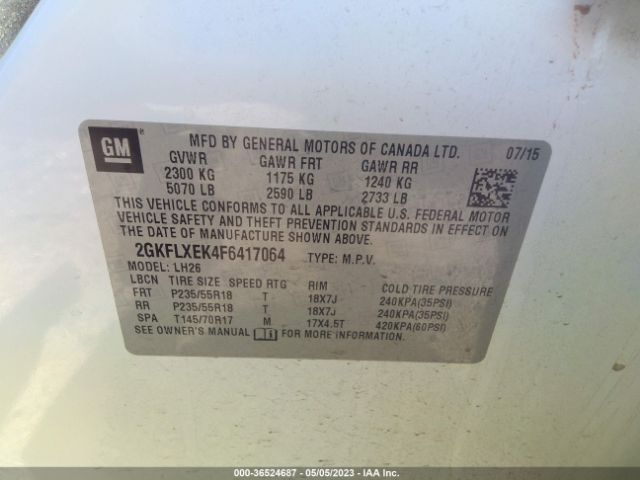 GM ® MFD BY GENERAL MOTORS OF CANADA LTD. 07/15
GVWR GAWR FRT GAWR RR
2300 KG 1175 KG 1240 KG
5070 LB 2590 LB 2733 LB
THIS VEHICLE CONFORMS TO ALL APPLICABLE U.S. FEDERAL MOTOR
VEHICLE SAFETY AND THEFT PREVENTION STANDARDS IN EFFECT ON
THE DATE OF MANUFACTURE SHOWN ABOVE.
2GKFLXEK4F6417064 TYPE: M.P.V.
MODEL: LH26
LBCN TIRE SIZE SPEED RTG RIM COLD TIRE PRESSURE
FRT P235/55R18 T 18X7J 240KPA(35PSI)
RR P235/55R18 T 18X7J 240KPA(35PSI)
SPA T145/70R17 M 17X4.5T 420KPA(60PSI)
SEE OWNER'S MANUAL FOR MORE INFORMATION.
000-36524687 - 05/05/2023 - IAAI.COM